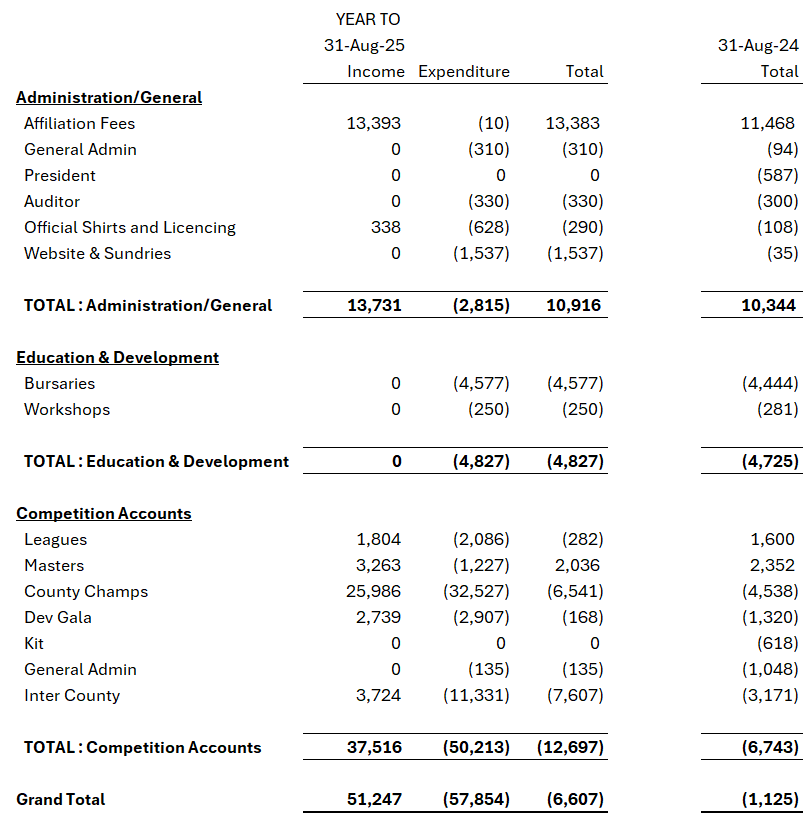 YEAR TO
31-Aug-25 31-Aug-24
Income Expenditure Total Total
Administration/General
Affiliation Fees 13,393 (10) 13,383 11,468
General Admin 0 (310) (310) (94)
President 0 0 0 (587)
Auditor 0 (330) (330) (300)
Official Shirts and Licencing 338 (628) (290) (108)
Website & Sundries 0 (1,537) (1,537) (35)
TOTAL : Administration/General 13,731 (2,815) 10,916 10,344
Education & Development
Bursaries 0 (4,577) (4,577) (4,444)
Workshops 0 (250) (250) (281)
TOTAL : Education & Development 0 (4,827) (4,827) (4,725)
Competition Accounts
Leagues 1,804 (2,086) (282) 1,600
Masters 3,263 (1,227) 2,036 2,352
County Champs 25,986 (32,527) (6,541) (4,538)
Dev Gala 2,739 (2,907) (168) (1,320)
Kit 0 0 0 (618)
General Admin 0 (135) (135) (1,048)
Inter County 3,724 (11,331) (7,607) (3,171)
TOTAL : Competition Accounts 37,516 (50,213) (12,697) (6,743)
Grand Total 51,247 (57,854) (6,607) (1,125)